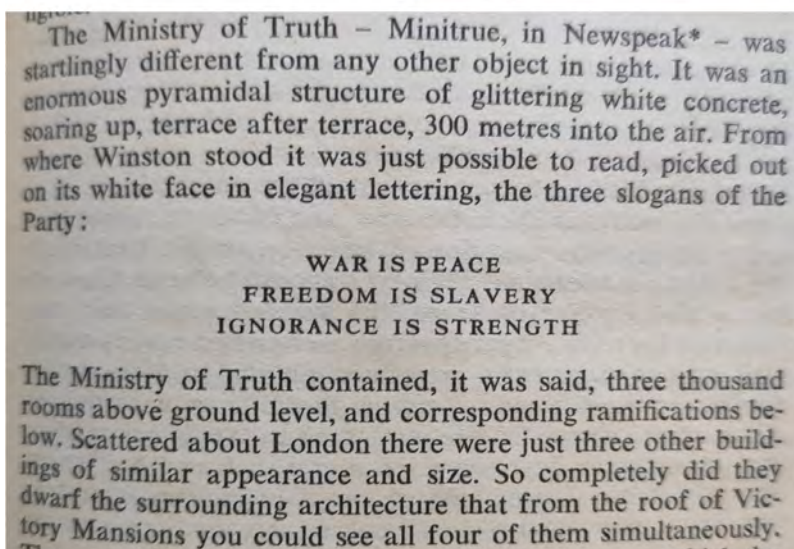 The Ministry of Truth – Minitrue, in Newspeak* – was
startlingly different from any other object in sight. It was an
enormous pyramidal structure of glittering white concrete,
soaring up, terrace after terrace, 300 metres into the air. From
where Winston stood it was just possible to read, picked out
on its white face in elegant lettering, the three slogans of the
Party:
WAR IS PEACE
FREEDOM IS SLAVERY
IGNORANCE IS STRENGTH
The Ministry of Truth contained, it was said, three thousand
rooms above ground level, and corresponding ramifications be-
low. Scattered about London there were just three other build-
ings of similar appearance and size. So completely did they
dwarf the surrounding architecture that from the roof of Vic-
tory Mansions you could see all four of them simultaneously.